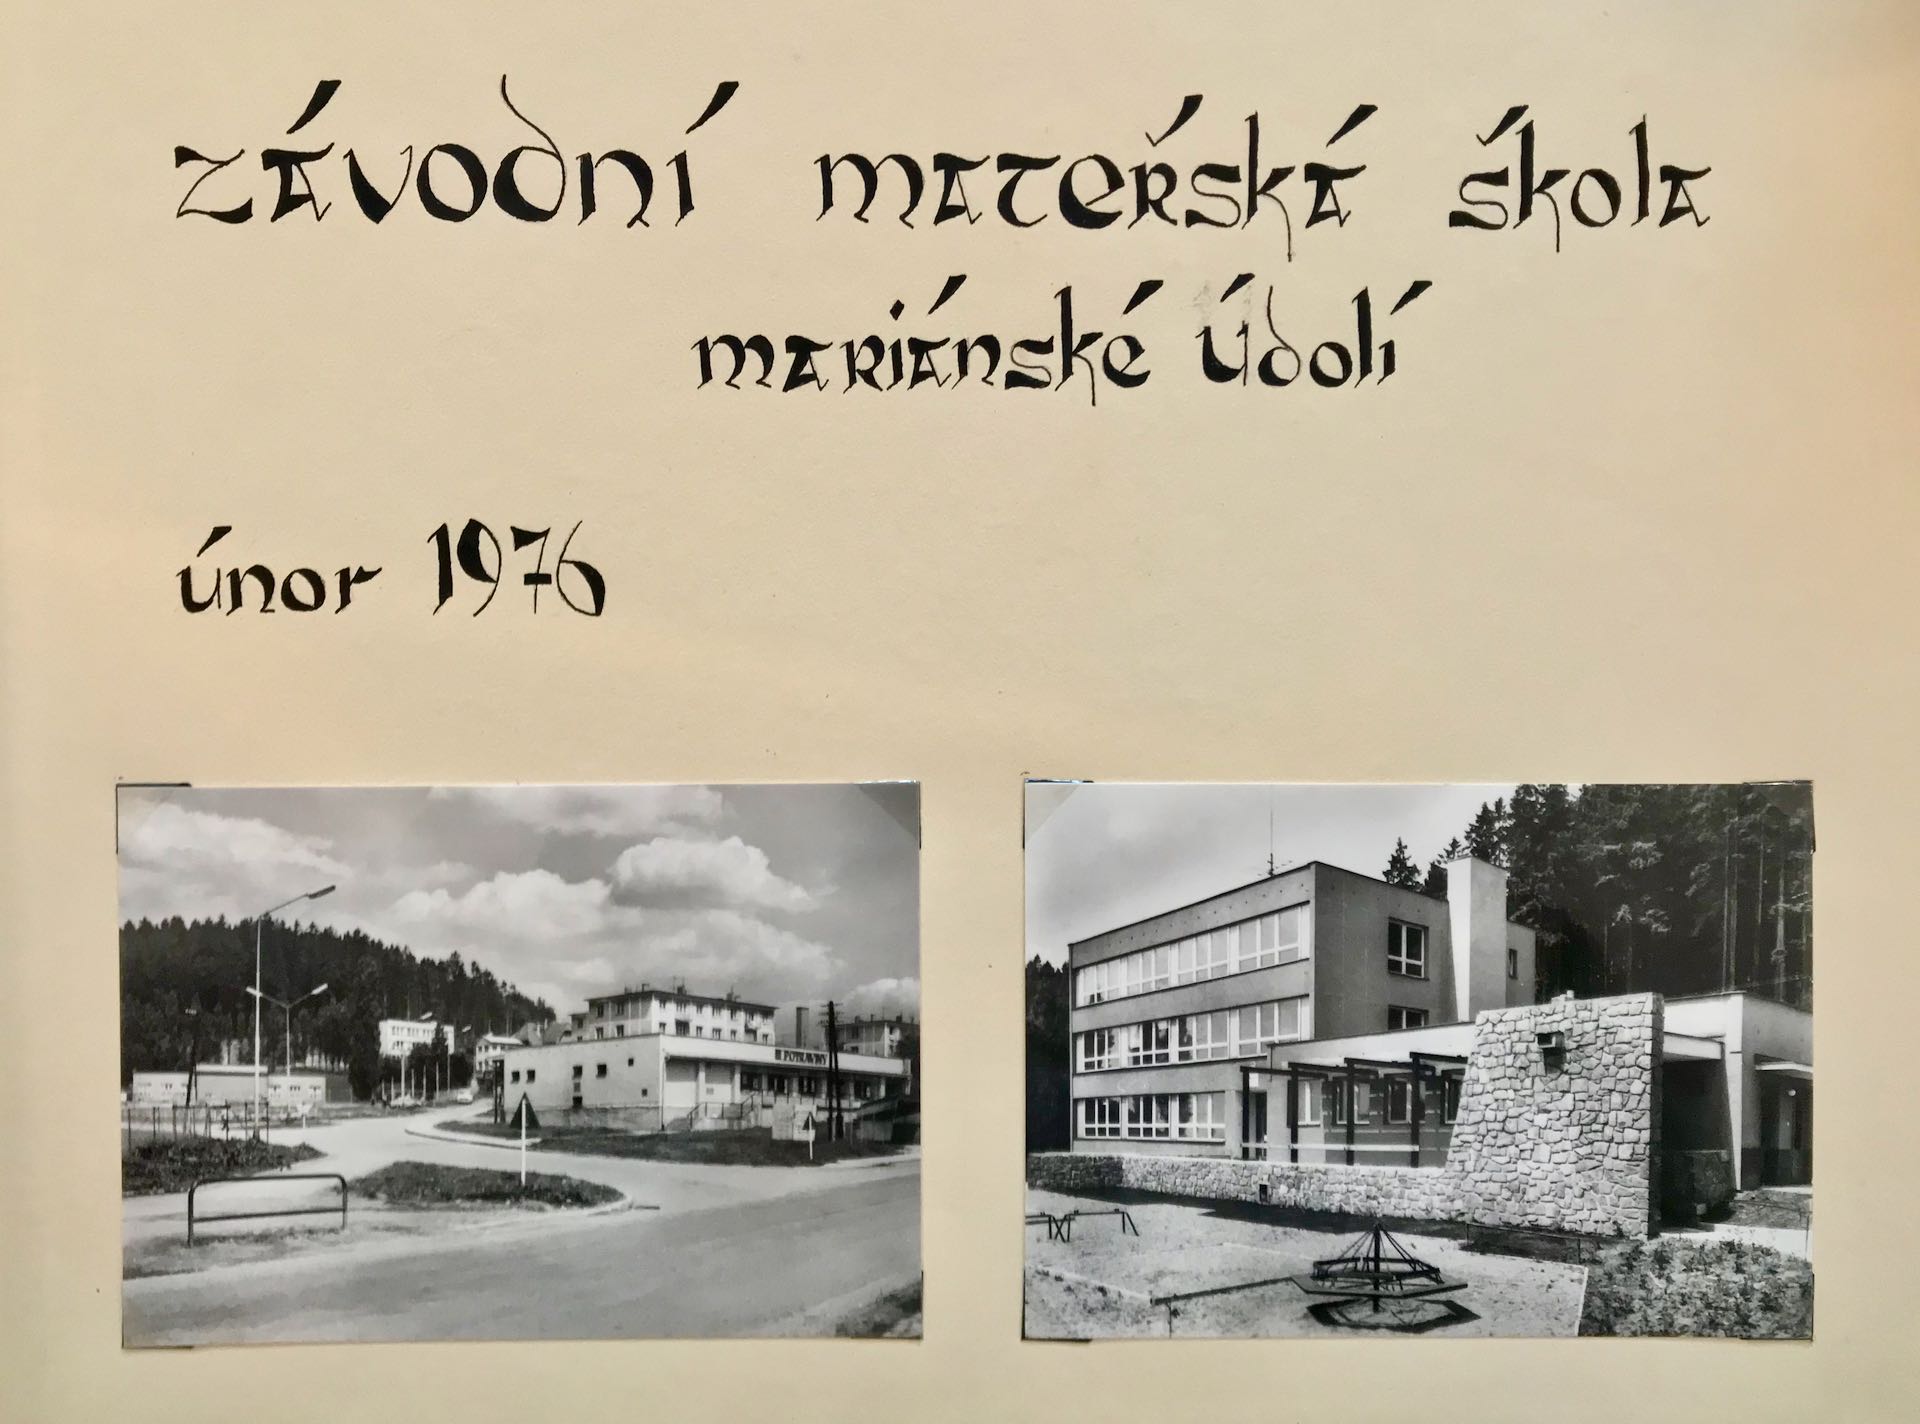 závodní mateřská škola
mariánské údolí
únor 1976
POTRAVINY